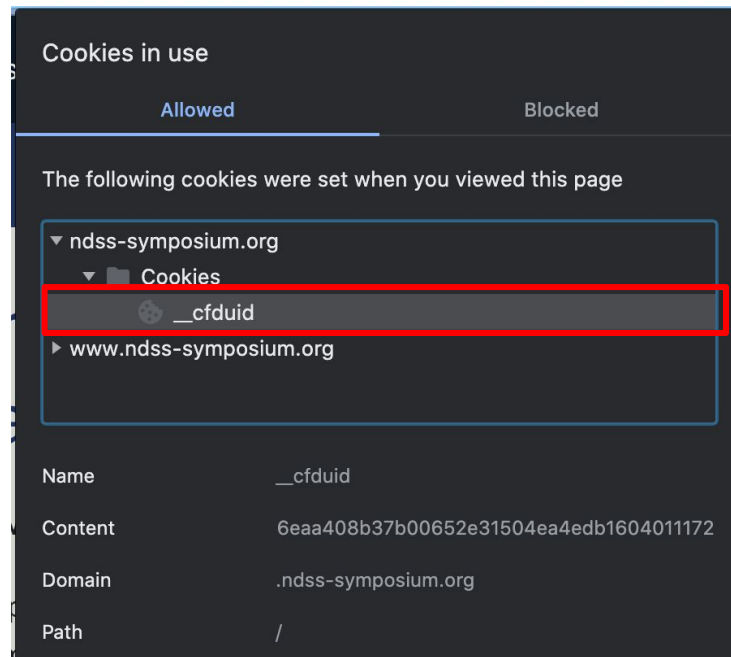 Cookies in use
Allowed Blocked
The following cookies were set when you viewed this page
ndss-symposium.org
Cookies
__cfduid
www.ndss-symposium.org
Name __cfduid
Content 6eaa408b37b00652e31504ea4edb1604011172
Domain .ndss-symposium.org
Path /